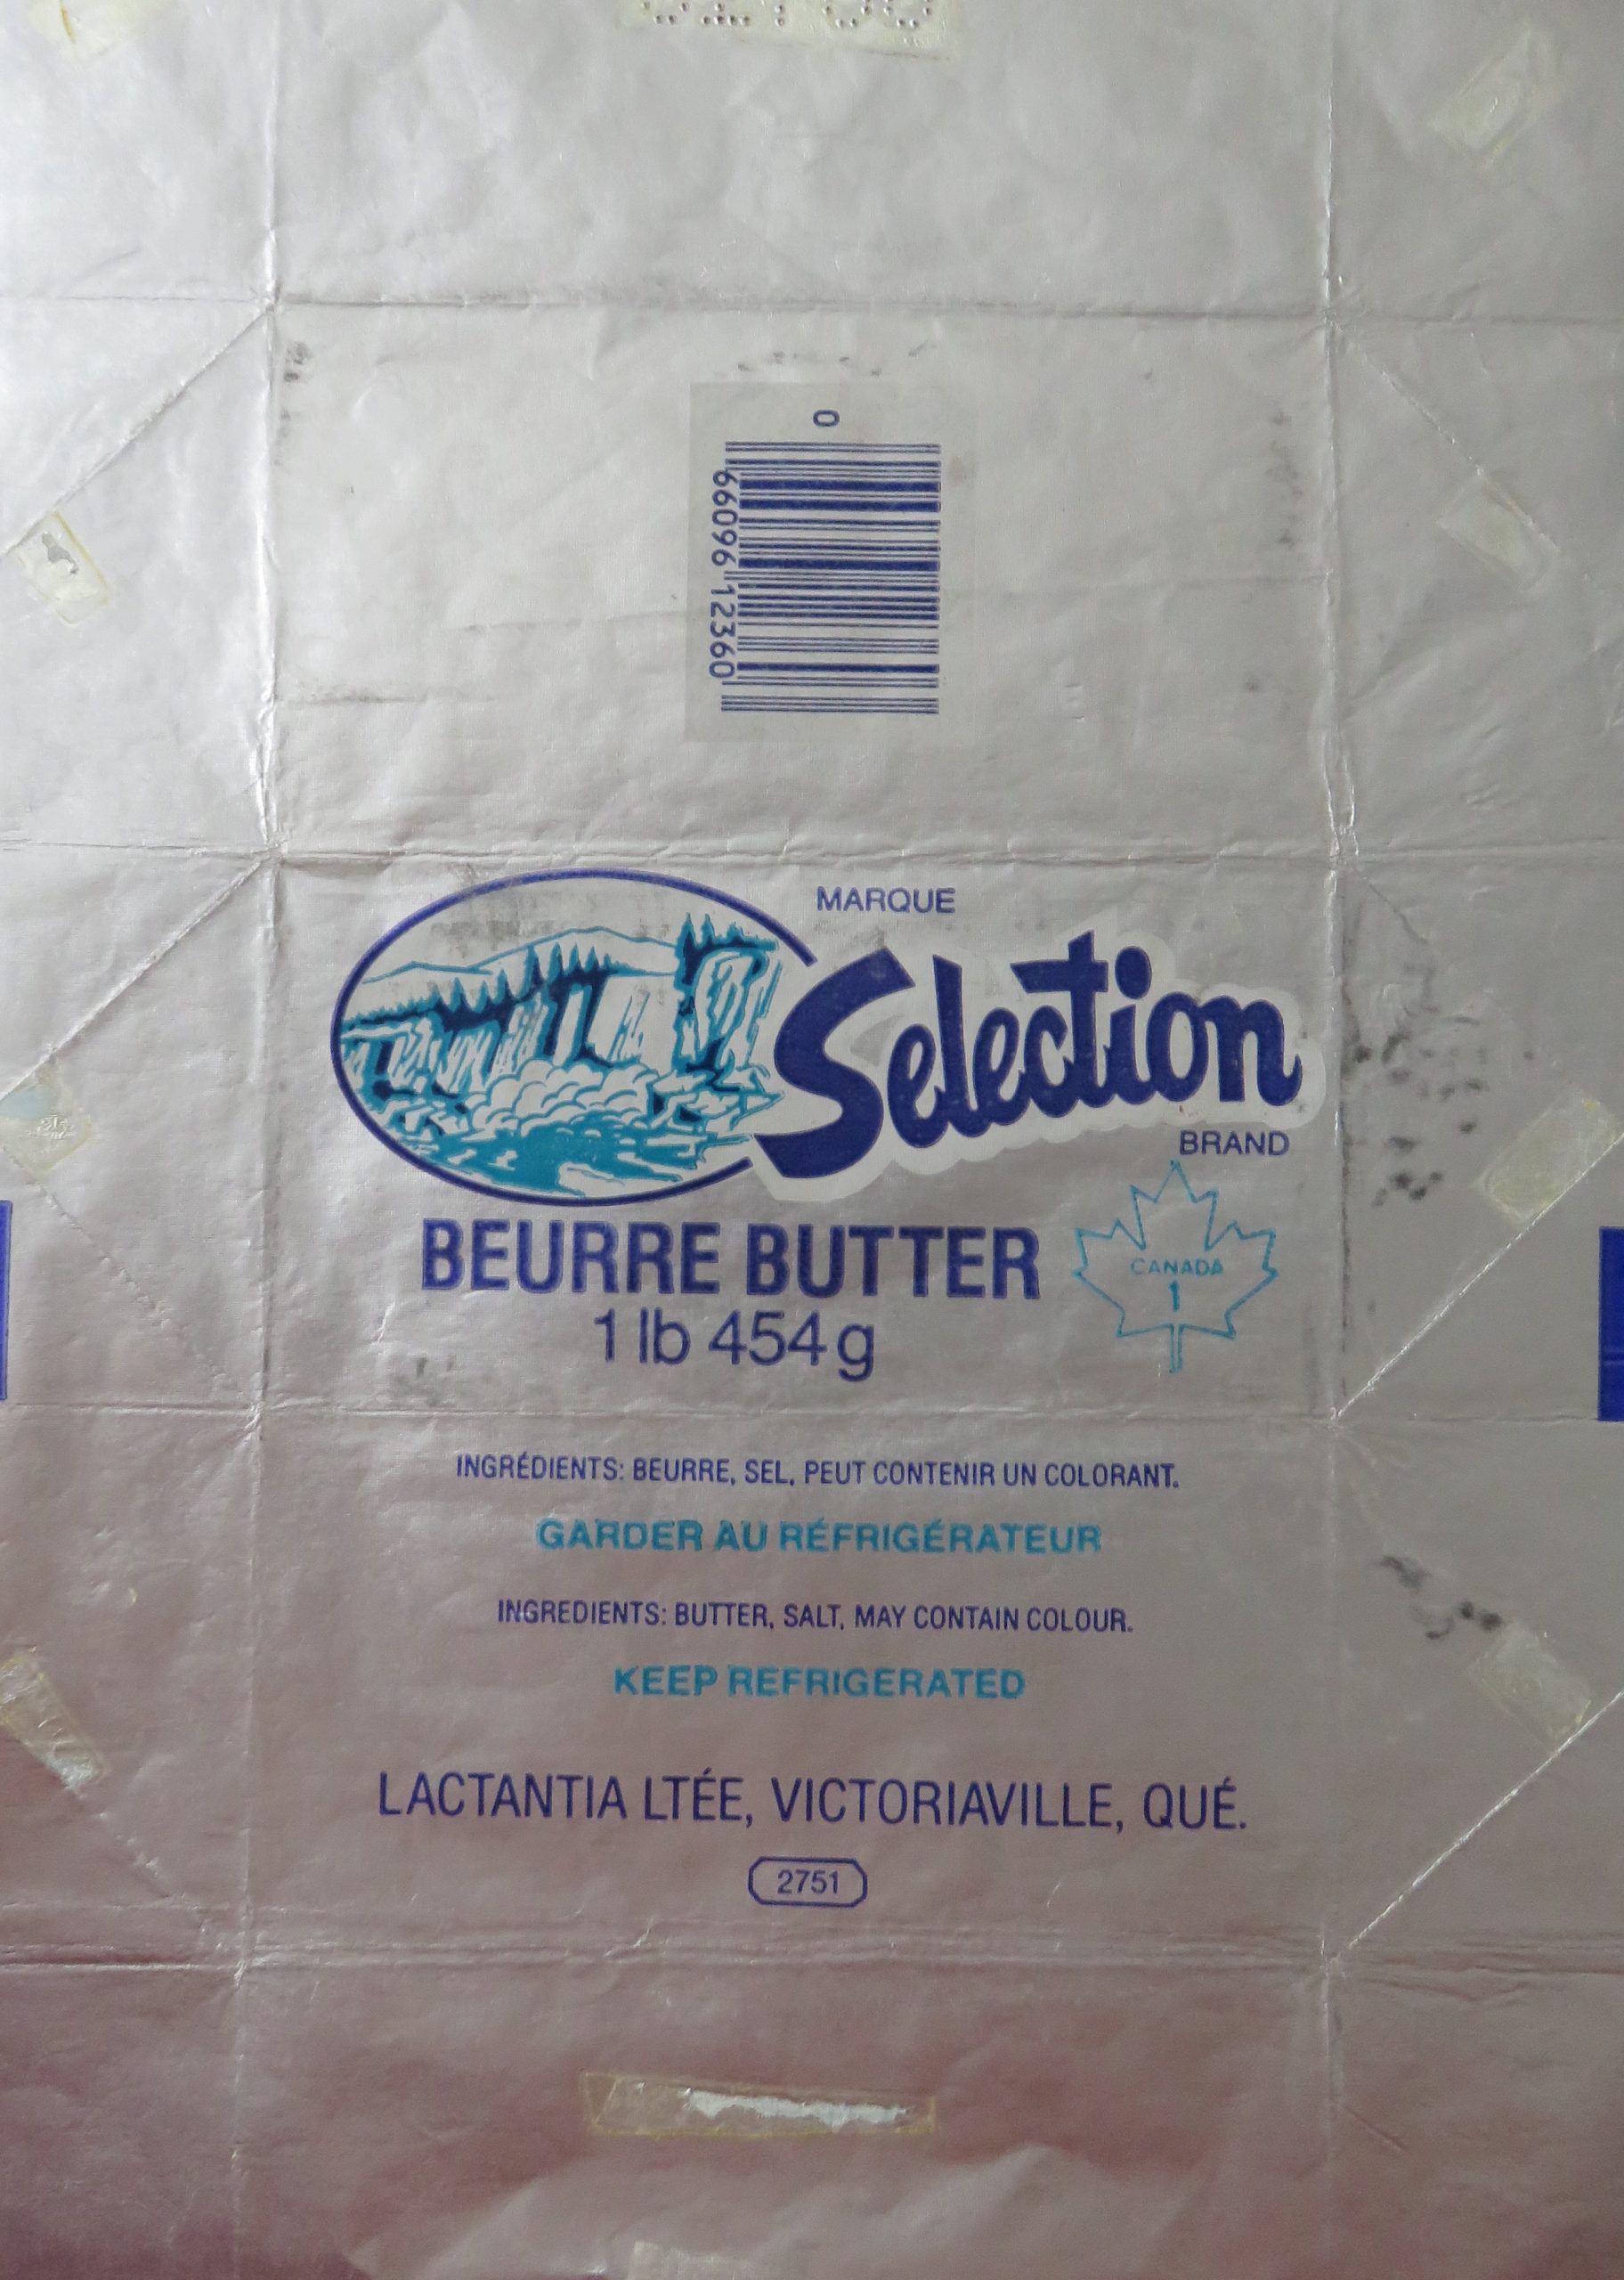 0
66096 12360
MARQUE
Selection
BRAND
BEURRE BUTTER
1 lb 454 g
CANADA
1
INGRÉDIENTS: BEURRE, SEL, PEUT CONTENIR UN COLORANT.
GARDER AU RÉFRIGÉRATEUR
INGREDIENTS: BUTTER, SALT, MAY CONTAIN COLOUR.
KEEP REFRIGERATED
LACTANTIA LTÉE, VICTORIAVILLE, QUÉ.
2751